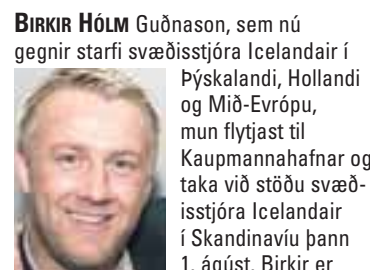 BIRKIR HÓLM Guðnason, sem nú
gegnir starfi svæðisstjóra Icelandair í
Þýskalandi, Hollandi
og Mið-Evrópu,
mun flytjast til
Kaupmannahafnar og
taka við stöðu svæð-
isstjóra Icelandair
í Skandinavíu þann
1. ágúst. Birkir er